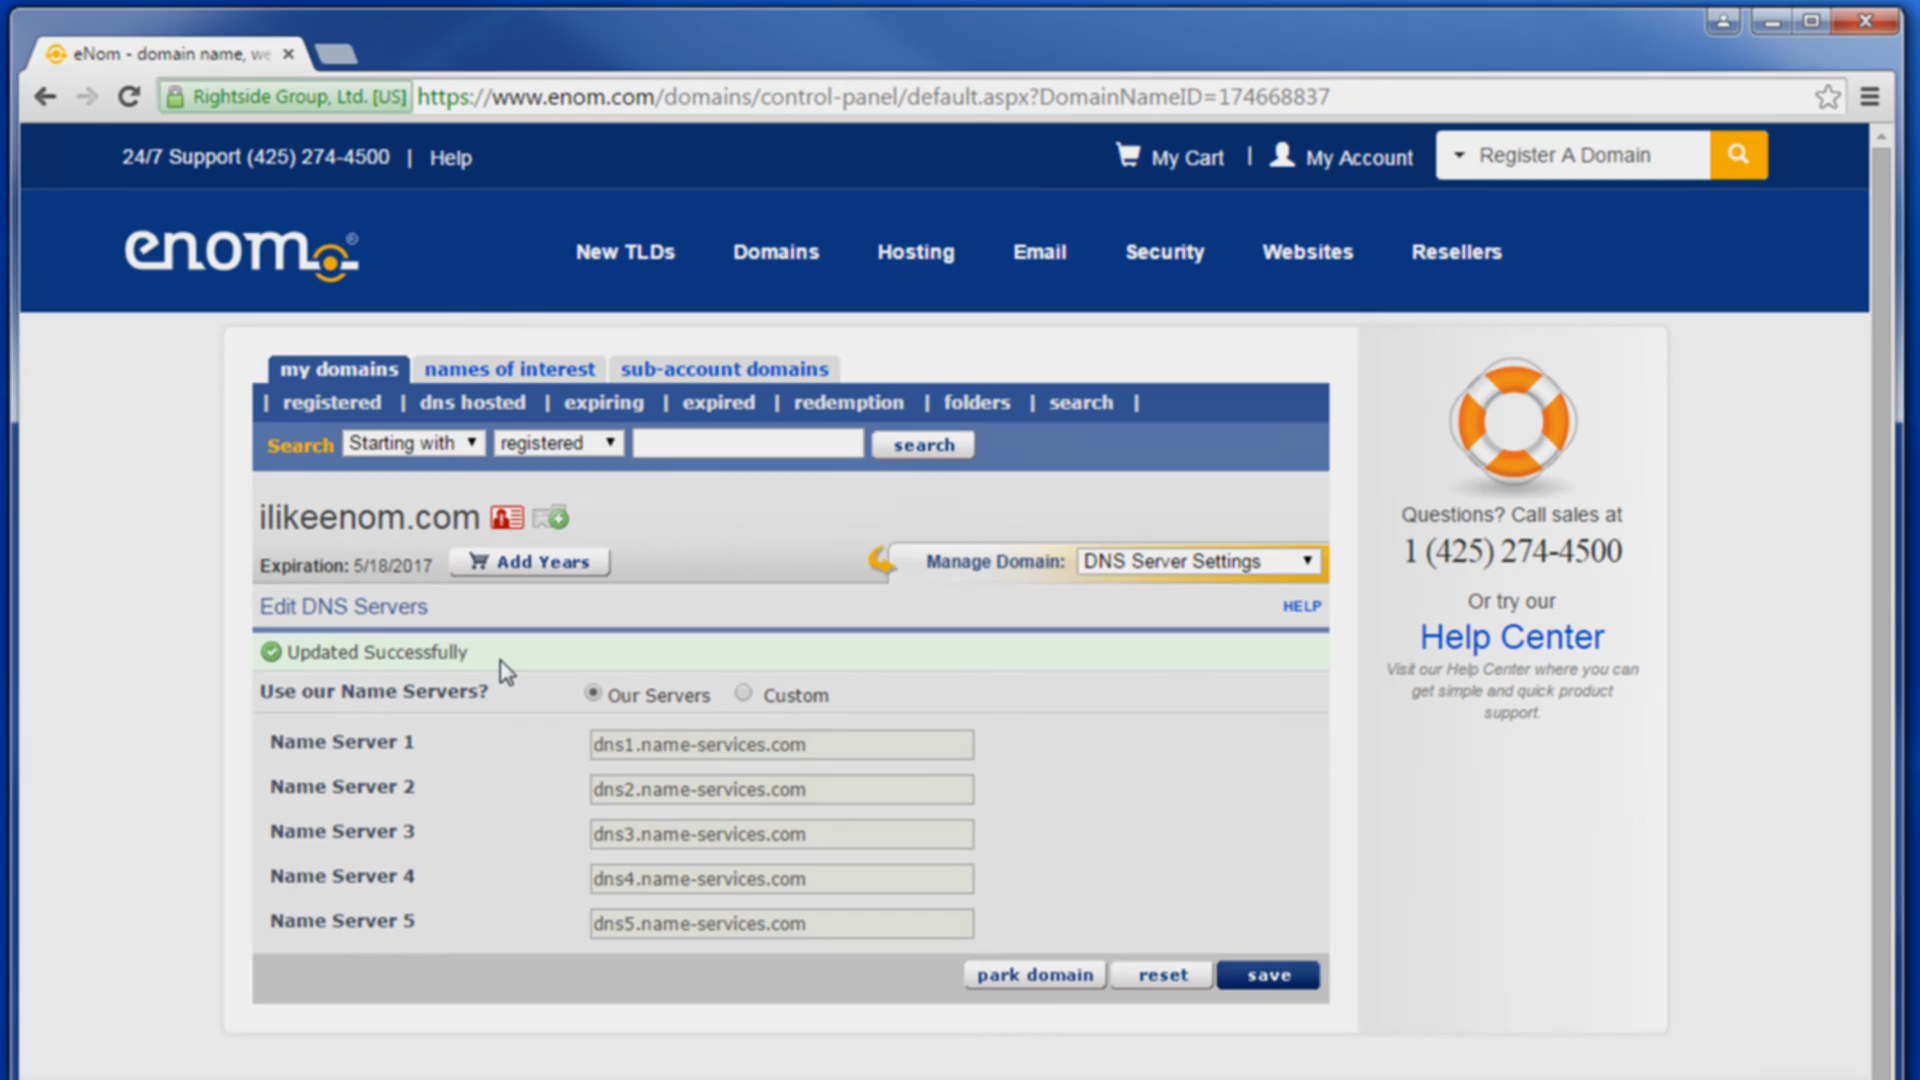 eNom - domain name, we
Rightside Group, Ltd. [US] https://www.enom.com/domains/control-panel/default.aspx?DomainNameID=174668837
24/7 Support (425) 274-4500 | Help
My Cart | My Account
Register A Domain
enom®
New TLDs
Domains
Hosting
Email
Security
Websites
Resellers
my domains
names of interest
sub-account domains
| registered | dns hosted | expiring | expired | redemption | folders | search |
Search Starting with registered search
ilikeenom.com
Expiration: 5/18/2017 Add Years
Manage Domain: DNS Server Settings
Edit DNS Servers
HELP
Updated Successfully
Use our Name Servers? Our Servers Custom
Name Server 1 dns1.name-services.com
Name Server 2 dns2.name-services.com
Name Server 3 dns3.name-services.com
Name Server 4 dns4.name-services.com
Name Server 5 dns5.name-services.com
park domain reset save
Questions? Call sales at
1 (425) 274-4500
Or try our
Help Center
Visit our Help Center where you can
get simple and quick product
support.